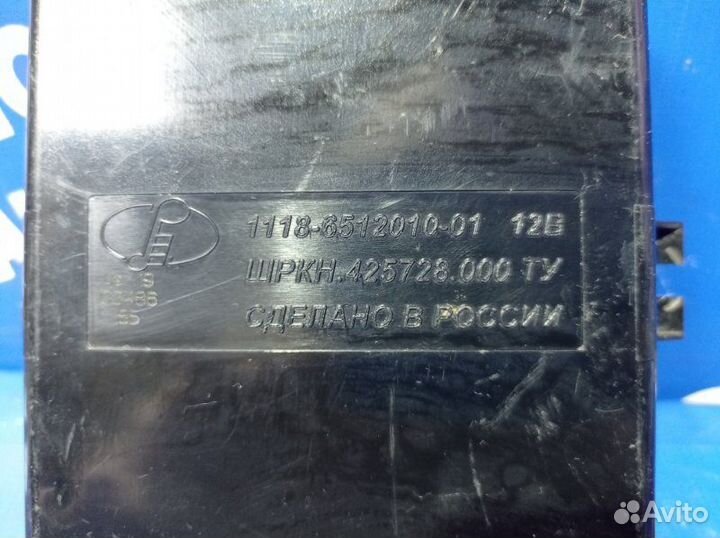 1118-6512010-01 12В
ШРКН.425728.000 ТУ
СДЕЛАНО В РОССИИ
Avito